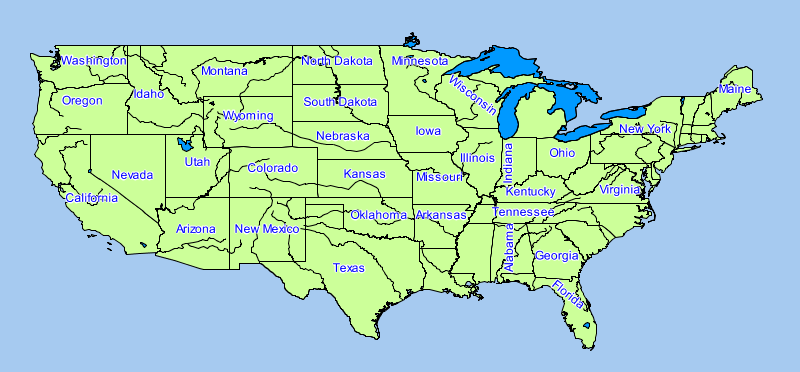 Washington
Montana
North Dakota
Minnesota
Maine
Oregon
Idaho
Wyoming
South Dakota
Wisconsin
Nebraska
Iowa
New York
Nevada
Utah
Colorado
Kansas
Missouri
Illinois
Indiana
Ohio
California
Kentucky
Virginia
Arizona
New Mexico
Oklahoma
Arkansas
Tennessee
Texas
Alabama
Georgia
Florida